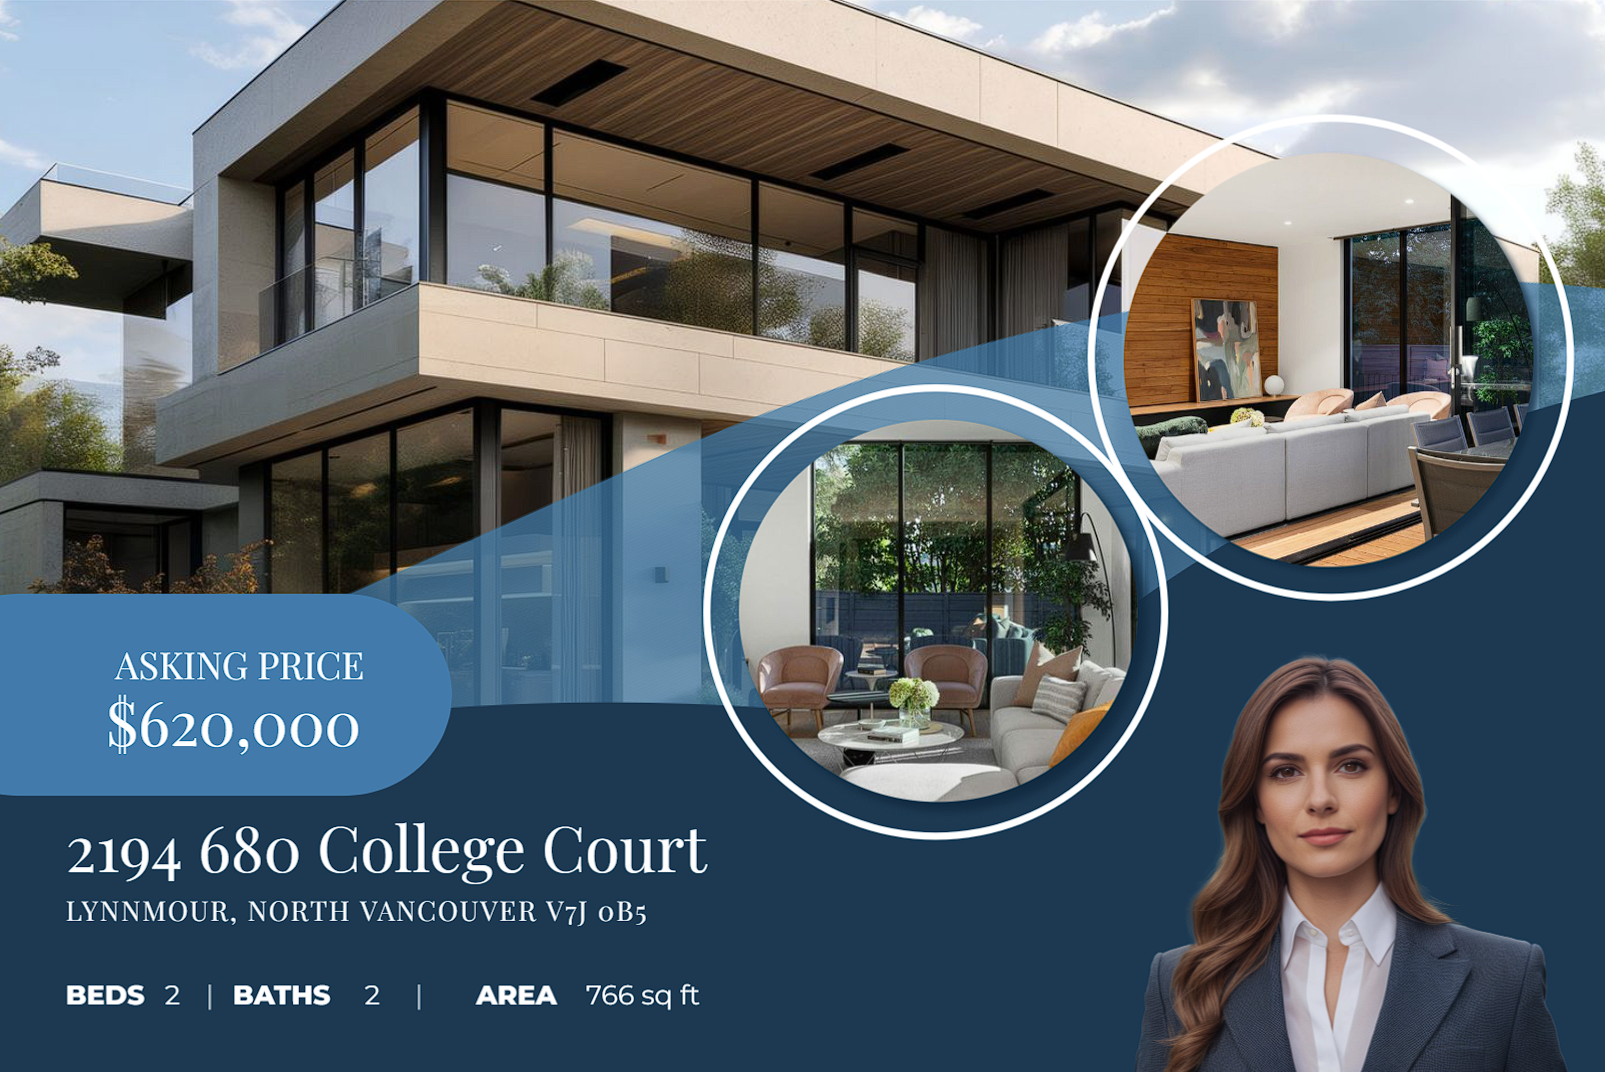 ASKING PRICE
$620,000
2194 680 College Court
LYNNMOUR, NORTH VANCOUVER V7J 0B5
BEDS 2 | BATHS 2 | AREA 766 sq ft